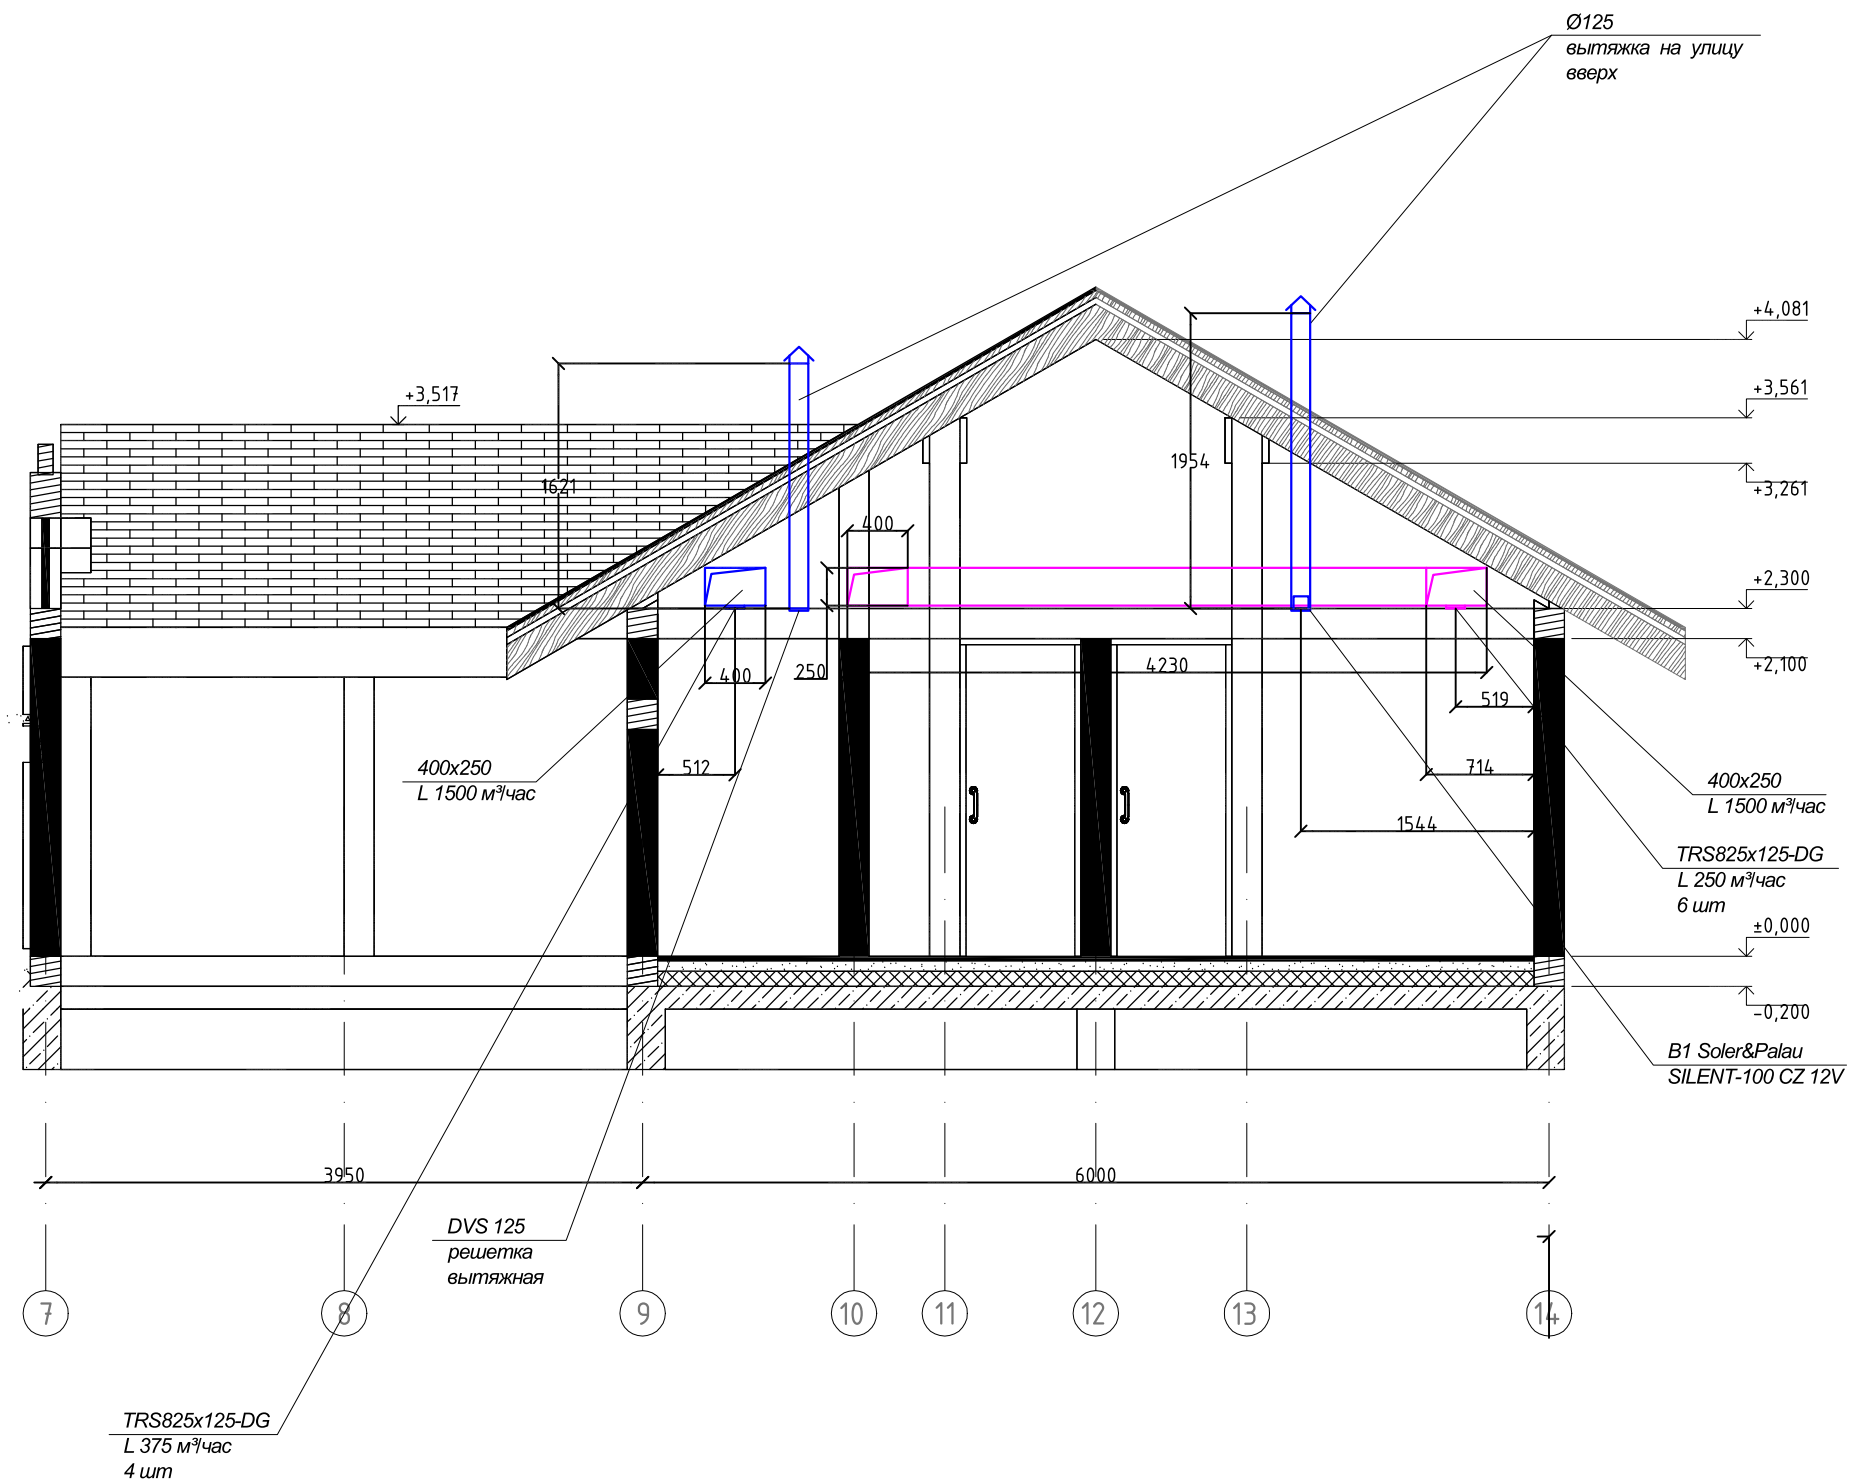 Ø125
вытяжка на улицу
вверх
+4,081
+3,561
+3,517
1954
1621
+3,261
400
+2,300
4230
400
250
+2,100
519
512
714
400x250
L 1500 м³/час
400x250
L 1500 м³/час
1544
TRS825x125-DG
L 250 м³/час
6 шт
±0,000
-0,200
B1 Soler&Palau
SILENT-100 CZ 12V
3950
6000
DVS 125
решетка
вытяжная
7
8
9
10
11
12
13
14
TRS825x125-DG
L 375 м³/час
4 шт